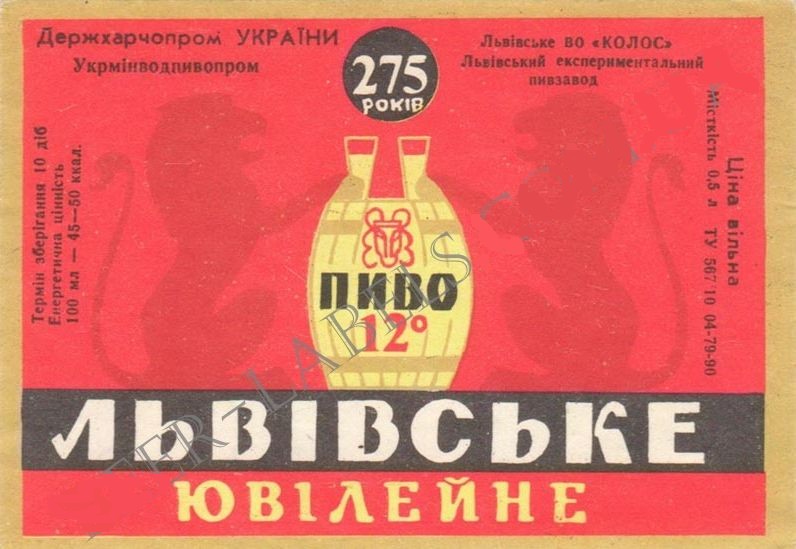 Держхарчопром УКРАЇНИ
Укрмінводпивопром
275
РОКІВ
Львівське ВО «КОЛОС»
Львівський експериментальний
пивзавод
Термін зберігання 10 діб
Енергетична цінність
100 мл — 45—50 ккал.
Ціна вільна
Місткість 0,5 л ТУ 567 10 04-79-90
ПИВО
12°
ЛЬВІВСЬКЕ
ЮВІЛЕЙНЕ